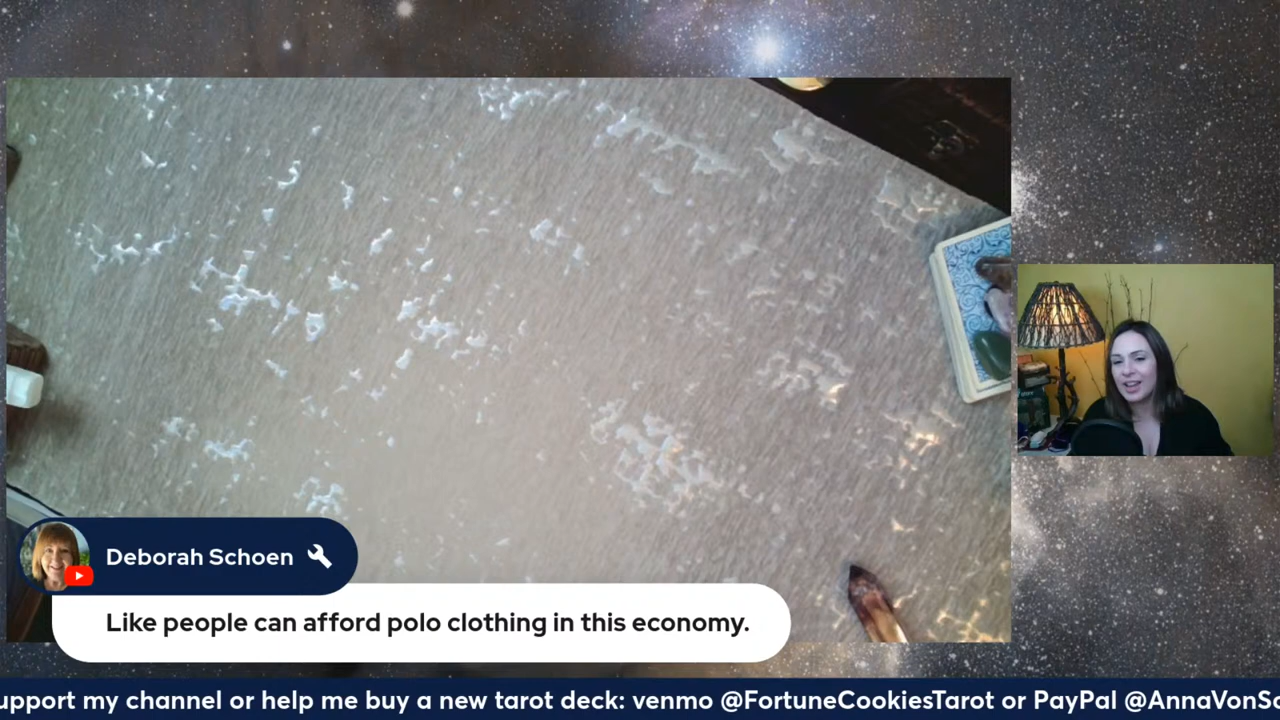 Deborah Schoen
Like people can afford polo clothing in this economy.
upport my channel or help me buy a new tarot deck: venmo @FortuneCookiesTarot or PayPal @AnnaVonSc